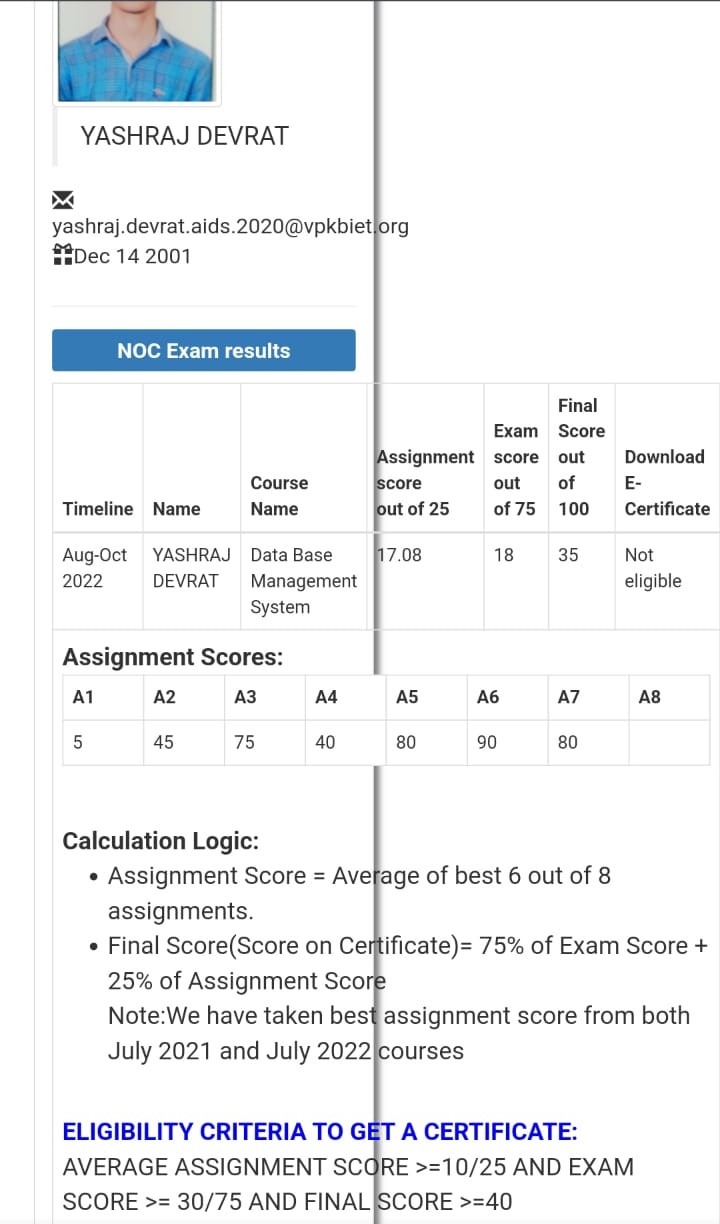 YASHRAJ DEVRAT
yashraj.devrat.aids.2020@vpkbiet.org
Dec 14 2001
NOC Exam results
Timeline Name Course Name Assignment score out of 25 Exam score out of 75 Final Score out of 100 Download E-Certificate
Aug-Oct 2022 YASHRAJ DEVRAT Data Base Management System 17.08 18 35 Not eligible
Assignment Scores:
A1 A2 A3 A4 A5 A6 A7 A8
5 45 75 40 80 90 80
Calculation Logic:
• Assignment Score = Average of best 6 out of 8
assignments.
• Final Score(Score on Certificate)= 75% of Exam Score +
25% of Assignment Score
Note:We have taken best assignment score from both
July 2021 and July 2022 courses
ELIGIBILITY CRITERIA TO GET A CERTIFICATE:
AVERAGE ASSIGNMENT SCORE >=10/25 AND EXAM
SCORE >= 30/75 AND FINAL SCORE >=40